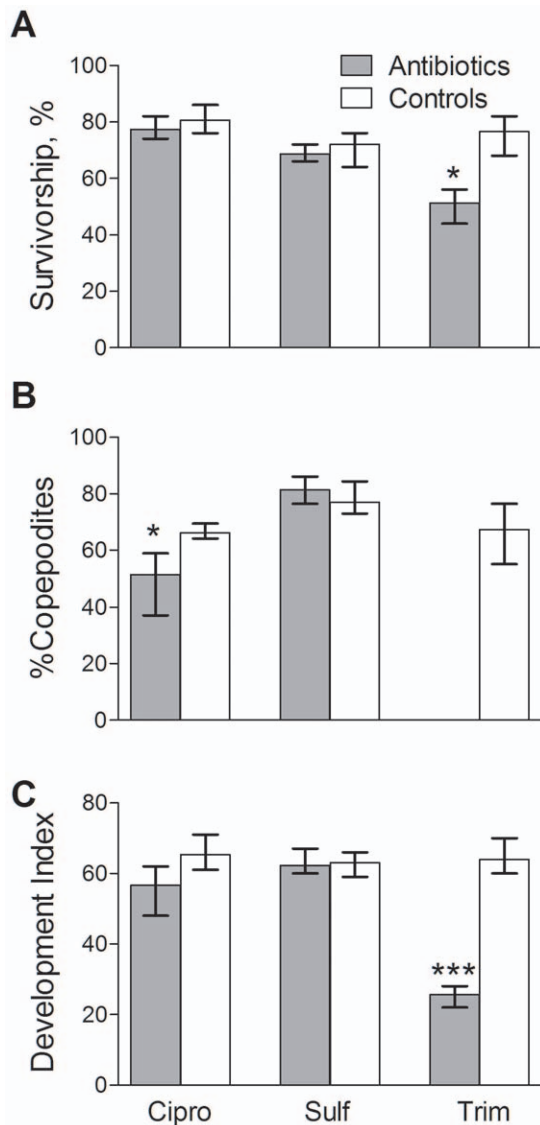 A
Survivorship, %
100
80
60
40
20
0
Antibiotics
Controls
*
B
%Copepodites
100
80
60
40
20
0
*
C
Development Index
80
60
40
20
0
***
Cipro Sulf Trim